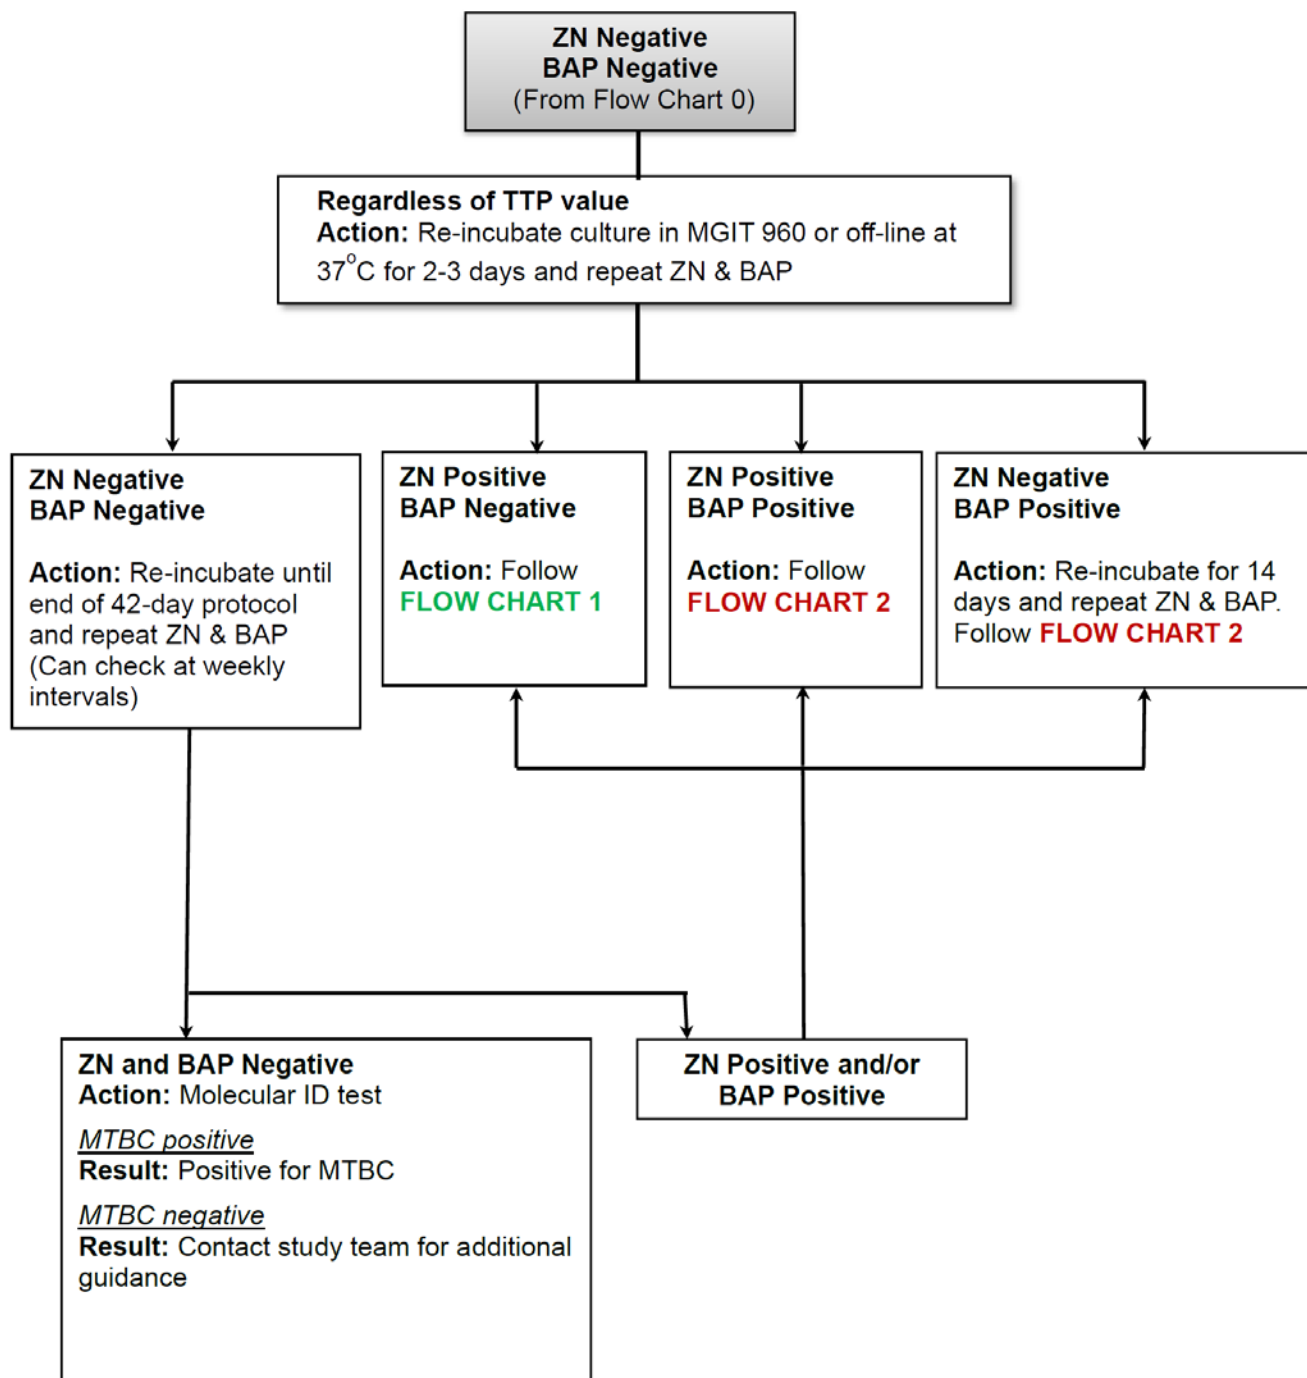 ZN Negative
BAP Negative
(From Flow Chart 0)
Regardless of TTP value
Action: Re-incubate culture in MGIT 960 or off-line at
37°C for 2-3 days and repeat ZN & BAP
ZN Negative
BAP Negative
Action: Re-incubate until
end of 42-day protocol
and repeat ZN & BAP
(Can check at weekly
intervals)
ZN Positive
BAP Negative
Action: Follow
FLOW CHART 1
ZN Positive
BAP Positive
Action: Follow
FLOW CHART 2
ZN Negative
BAP Positive
Action: Re-incubate for 14
days and repeat ZN & BAP.
Follow FLOW CHART 2
ZN and BAP Negative
Action: Molecular ID test
MTBC positive
Result: Positive for MTBC
MTBC negative
Result: Contact study team for additional
guidance
ZN Positive and/or
BAP Positive